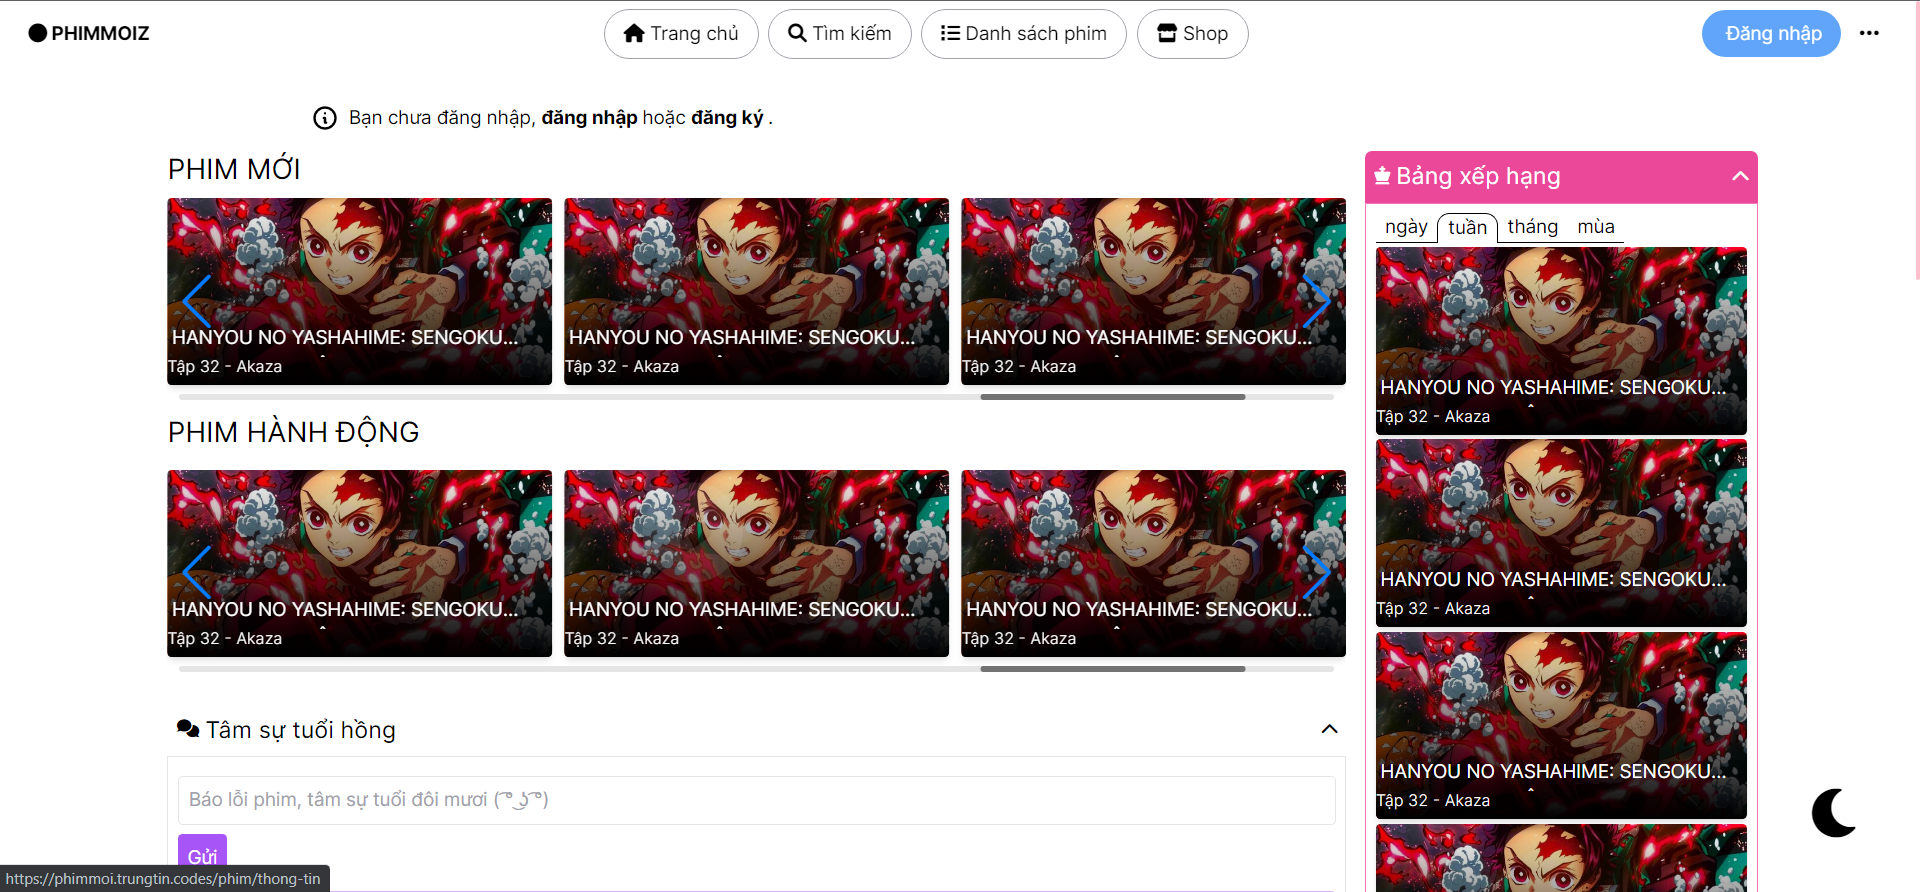 PHIMMOIZ
Trang chủ
Tìm kiếm
Danh sách phim
Shop
Đăng nhập
Bạn chưa đăng nhập, đăng nhập hoặc đăng ký .
PHIM MỚI
HANYOU NO YASHAHIME: SENGOKU...
Tập 32 - Akaza
HANYOU NO YASHAHIME: SENGOKU...
Tập 32 - Akaza
HANYOU NO YASHAHIME: SENGOKU...
Tập 32 - Akaza
PHIM HÀNH ĐỘNG
HANYOU NO YASHAHIME: SENGOKU...
Tập 32 - Akaza
HANYOU NO YASHAHIME: SENGOKU...
Tập 32 - Akaza
HANYOU NO YASHAHIME: SENGOKU...
Tập 32 - Akaza
Tâm sự tuổi hồng
Báo lỗi phim, tâm sự tuổi đôi mươi ( ͡° ͜ʖ ͡°)
Gửi
Bảng xếp hạng
ngày tuần tháng mùa
HANYOU NO YASHAHIME: SENGOKU...
Tập 32 - Akaza
HANYOU NO YASHAHIME: SENGOKU...
Tập 32 - Akaza
HANYOU NO YASHAHIME: SENGOKU...
Tập 32 - Akaza
https://phimmoi.trungtin.codes/phim/thong-tin